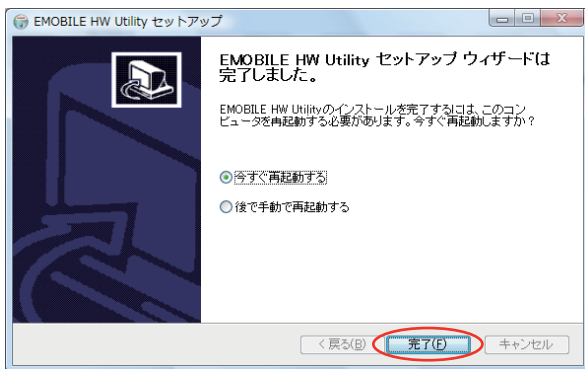 EMOBILE HW Utility セットアップ
EMOBILE HW Utility セットアップ ウィザードは
完了しました。
EMOBILE HW Utilityのインストールを完了するには、このコン
ピュータを再起動する必要があります。今すぐ再起動しますか？
今すぐ再起動する
後で手動で再起動する
< 戻る(B)
完了(F)
キャンセル